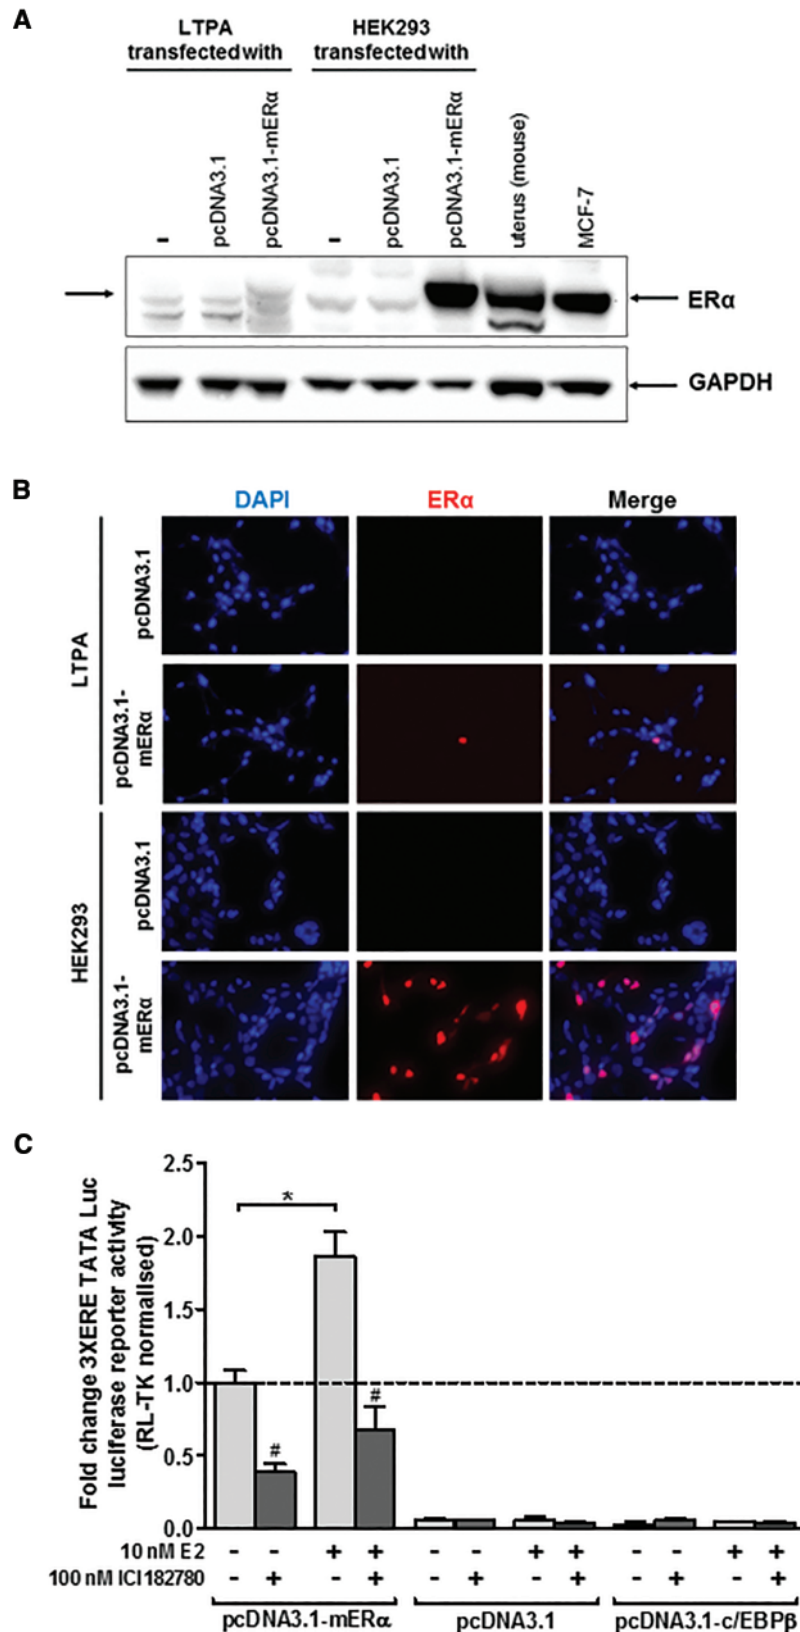 A
LTPA
transfected with
HEK293
transfected with
-
pcDNA3.1
pcDNA3.1-mERα
-
pcDNA3.1
pcDNA3.1-mERα
uterus (mouse)
MCF-7
ERα
GAPDH
B
DAPI
ERα
Merge
LTPA
pcDNA3.1
pcDNA3.1-
mERα
HEK293
pcDNA3.1
pcDNA3.1-
mERα
C
Fold change 3XERE TATA Luc
luciferase reporter activity
(RL-TK normalised)
2.5
2.0
1.5
1.0
0.5
0.0
*
#
#
10 nM E2 - - + + - - + + - - + +
100 nM ICI182780 - + - + - + - + - + - +
pcDNA3.1-mERα pcDNA3.1 pcDNA3.1-c/EBPβ